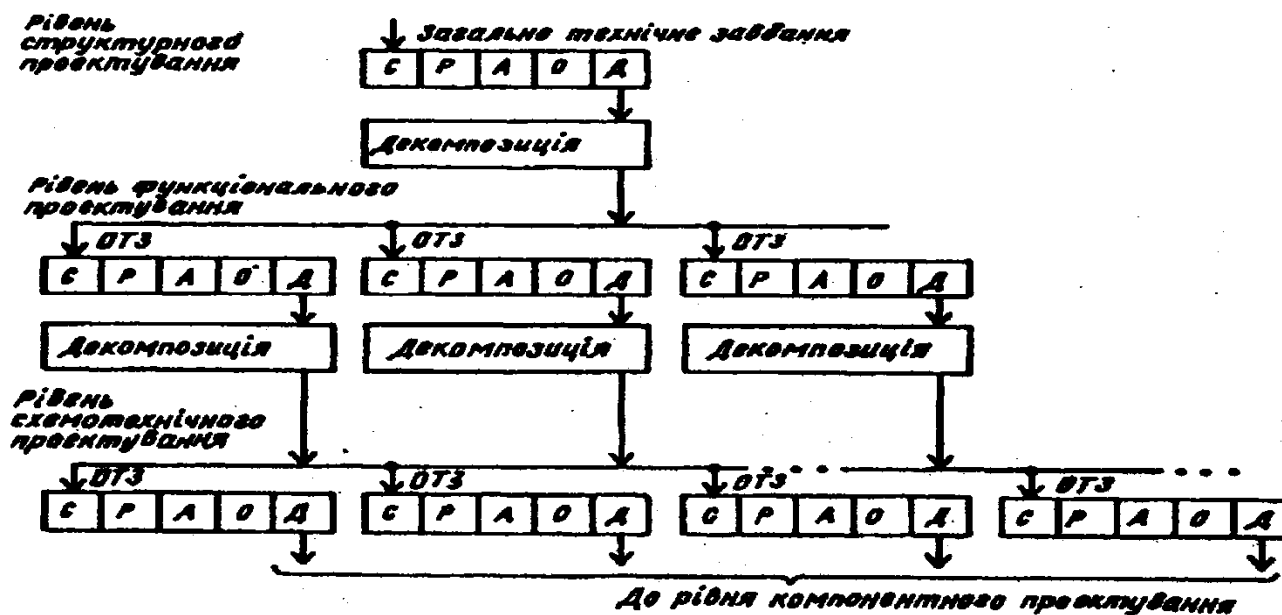 Рівень
структурного
проектування
Загальне технічне завдання
С Р А О Д
Декомпозиція
Рівень функціонального
проектування
ОТЗ ОТЗ ОТЗ
С Р А О Д С Р А О Д С Р А О Д
Декомпозиція Декомпозиція Декомпозиція
Рівень
схемотехнічного
проектування
ОТЗ ОТЗ ОТЗ ОТЗ
С Р А О Д С Р А О Д С Р А О Д С Р А О Д
До рівня компонентного проектування